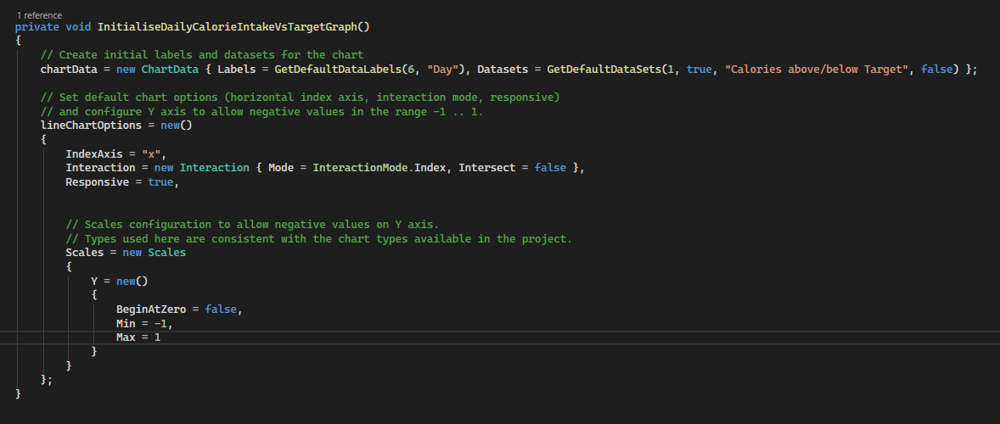 1 reference
private void InitialiseDailyCalorieIntakeVsTargetGraph()
{
// Create initial labels and datasets for the chart
chartData = new ChartData { Labels = GetDefaultDataLabels(6, "Day"), Datasets = GetDefaultDataSets(1, true, "Calories above/below Target", false) };
// Set default chart options (horizontal index axis, interaction mode, responsive)
// and configure Y axis to allow negative values in the range -1 .. 1.
lineChartOptions = new()
{
IndexAxis = "x",
Interaction = new Interaction { Mode = InteractionMode.Index, Intersect = false },
Responsive = true,
// Scales configuration to allow negative values on Y axis.
// Types used here are consistent with the chart types available in the project.
Scales = new Scales
{
Y = new()
{
BeginAtZero = false,
Min = -1,
Max = 1
}
}
};
}